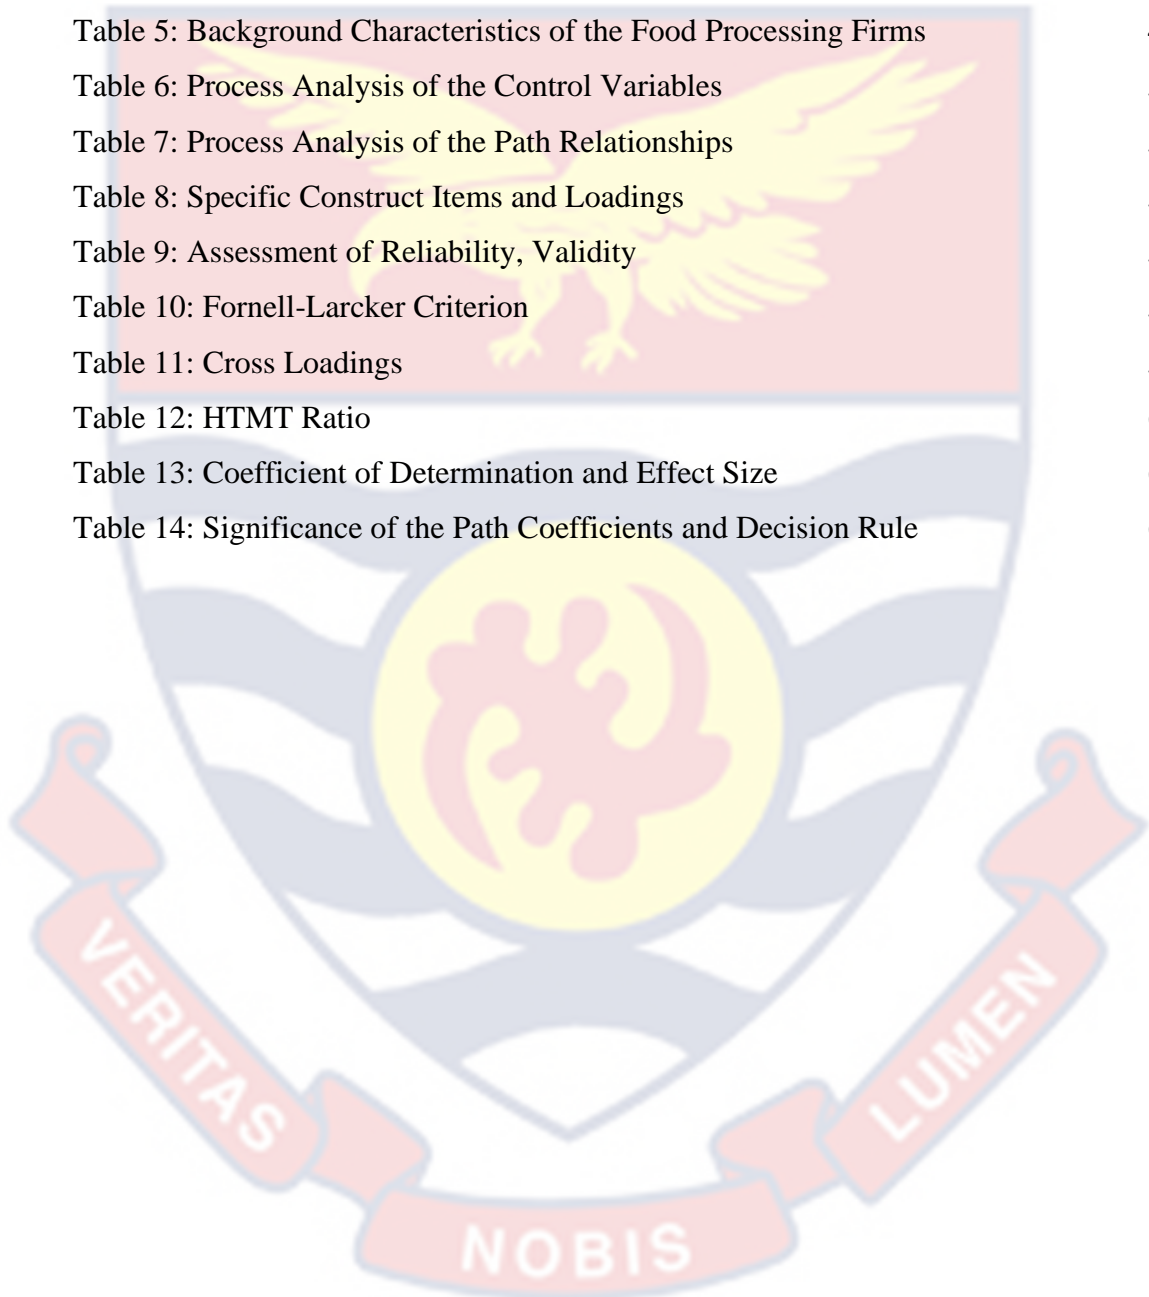 Table 5: Background Characteristics of the Food Processing Firms
Table 6: Process Analysis of the Control Variables
Table 7: Process Analysis of the Path Relationships
Table 8: Specific Construct Items and Loadings
Table 9: Assessment of Reliability, Validity
Table 10: Fornell-Larcker Criterion
Table 11: Cross Loadings
Table 12: HTMT Ratio
Table 13: Coefficient of Determination and Effect Size
Table 14: Significance of the Path Coefficients and Decision Rule
VERITAS
NOBIS
LUMEN